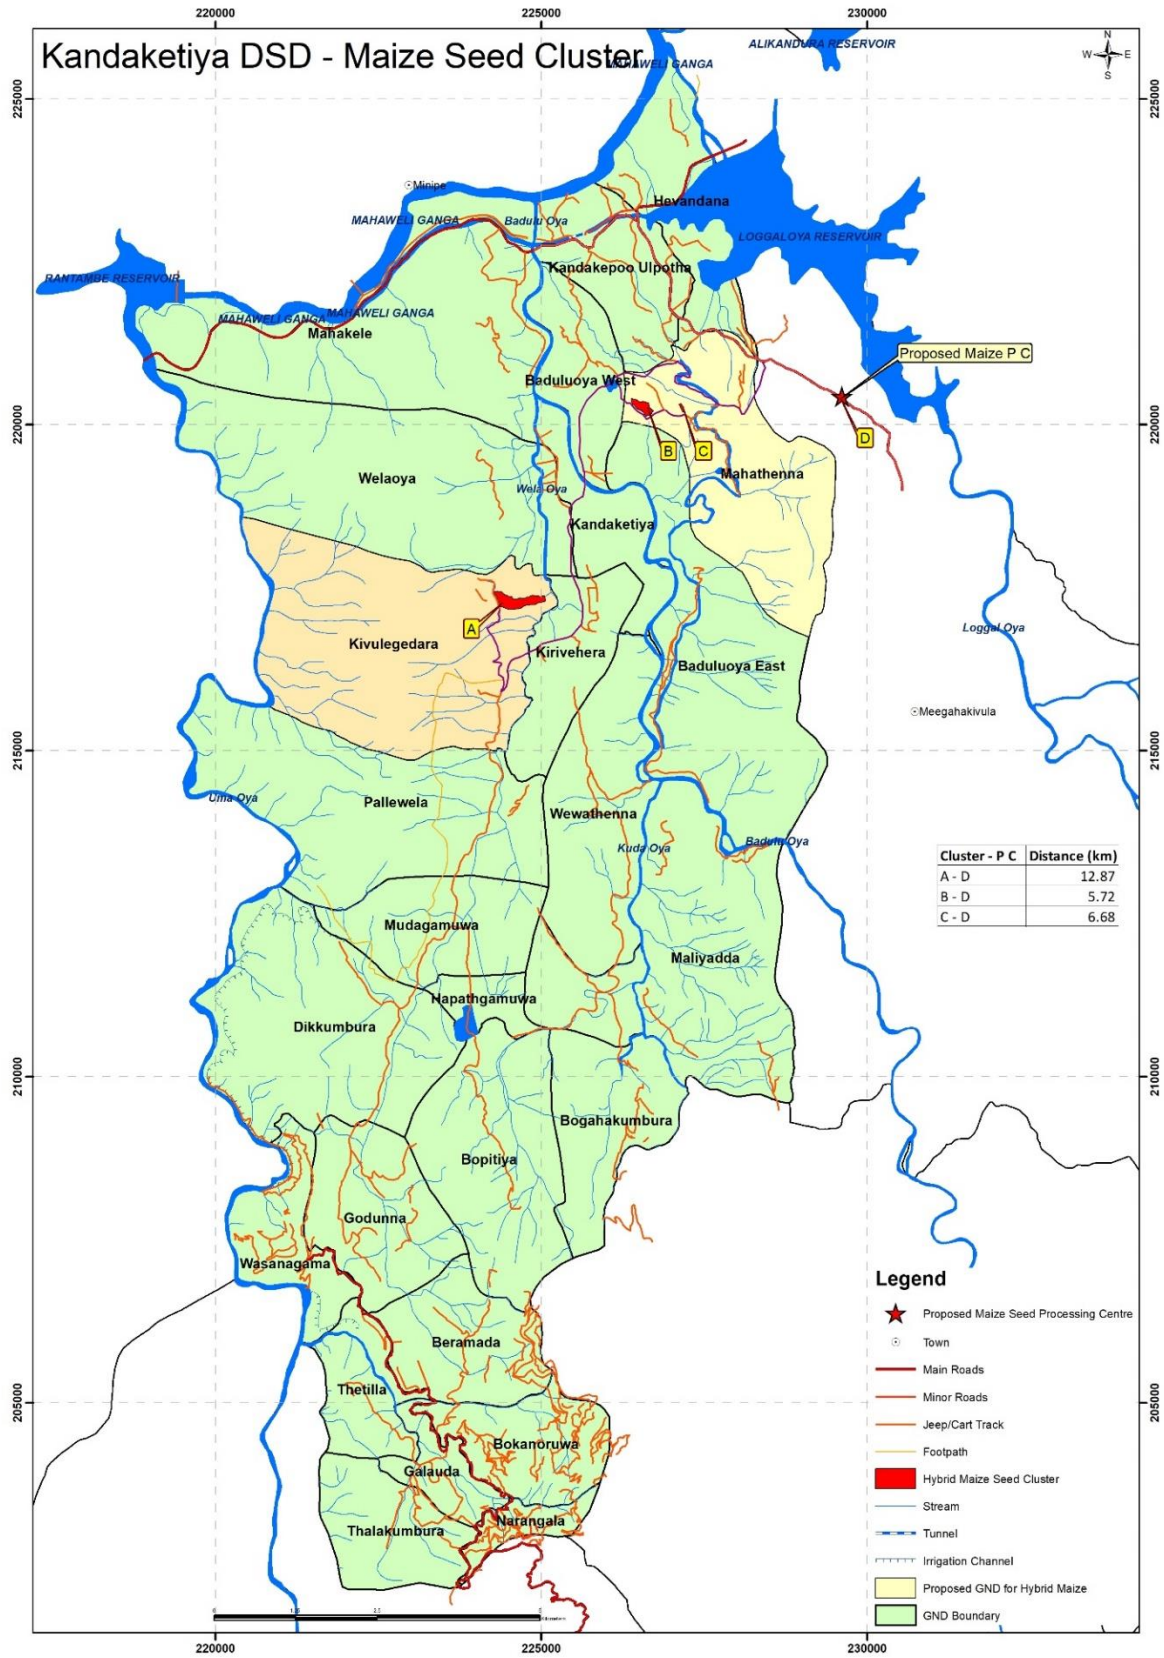 220000
225000
230000
Kandaketiya DSD - Maize Seed Cluster
ALIKANDURA RESERVOIR
MAHAWELI GANGA
N
W
E
S
225000
225000
Minipe
Hevandana
MAHAWELI GANGA
Badulu Oya
LOGGALOYA RESERVOIR
Kandakepoo Ulpotha
RANTAMBE RESERVOIR
MAHAWELI GANGA
MAHAWELI GANGA
Mahakele
Proposed Maize P C
Baduluoya West
220000
220000
B
C
D
Welaoya
Mahathenna
Wela Oya
Kandaketiya
A
Kivulegedara
Kirivehera
Loggal Oya
Baduluoya East
Meegahakivula
215000
215000
Uma Oya
Pallewela
Wewathenna
Kuda Oya
Badulu Oya
Cluster - P C Distance (km)
A - D 12.87
B - D 5.72
C - D 6.68
Mudagamuwa
Maliyadda
Hapathgamuwa
Dikkumbura
210000
210000
Bogahakumbura
Bopitiya
Godunna
Wasanagama
Legend
Proposed Maize Seed Processing Centre
Town
Main Roads
Minor Roads
Jeep/Cart Track
Footpath
Hybrid Maize Seed Cluster
Stream
Tunnel
Irrigation Channel
Proposed GND for Hybrid Maize
GND Boundary
Beramada
Thetilla
205000
205000
Bokanoruwa
Galauda
Narangala
Thalakumbura
220000
225000
230000